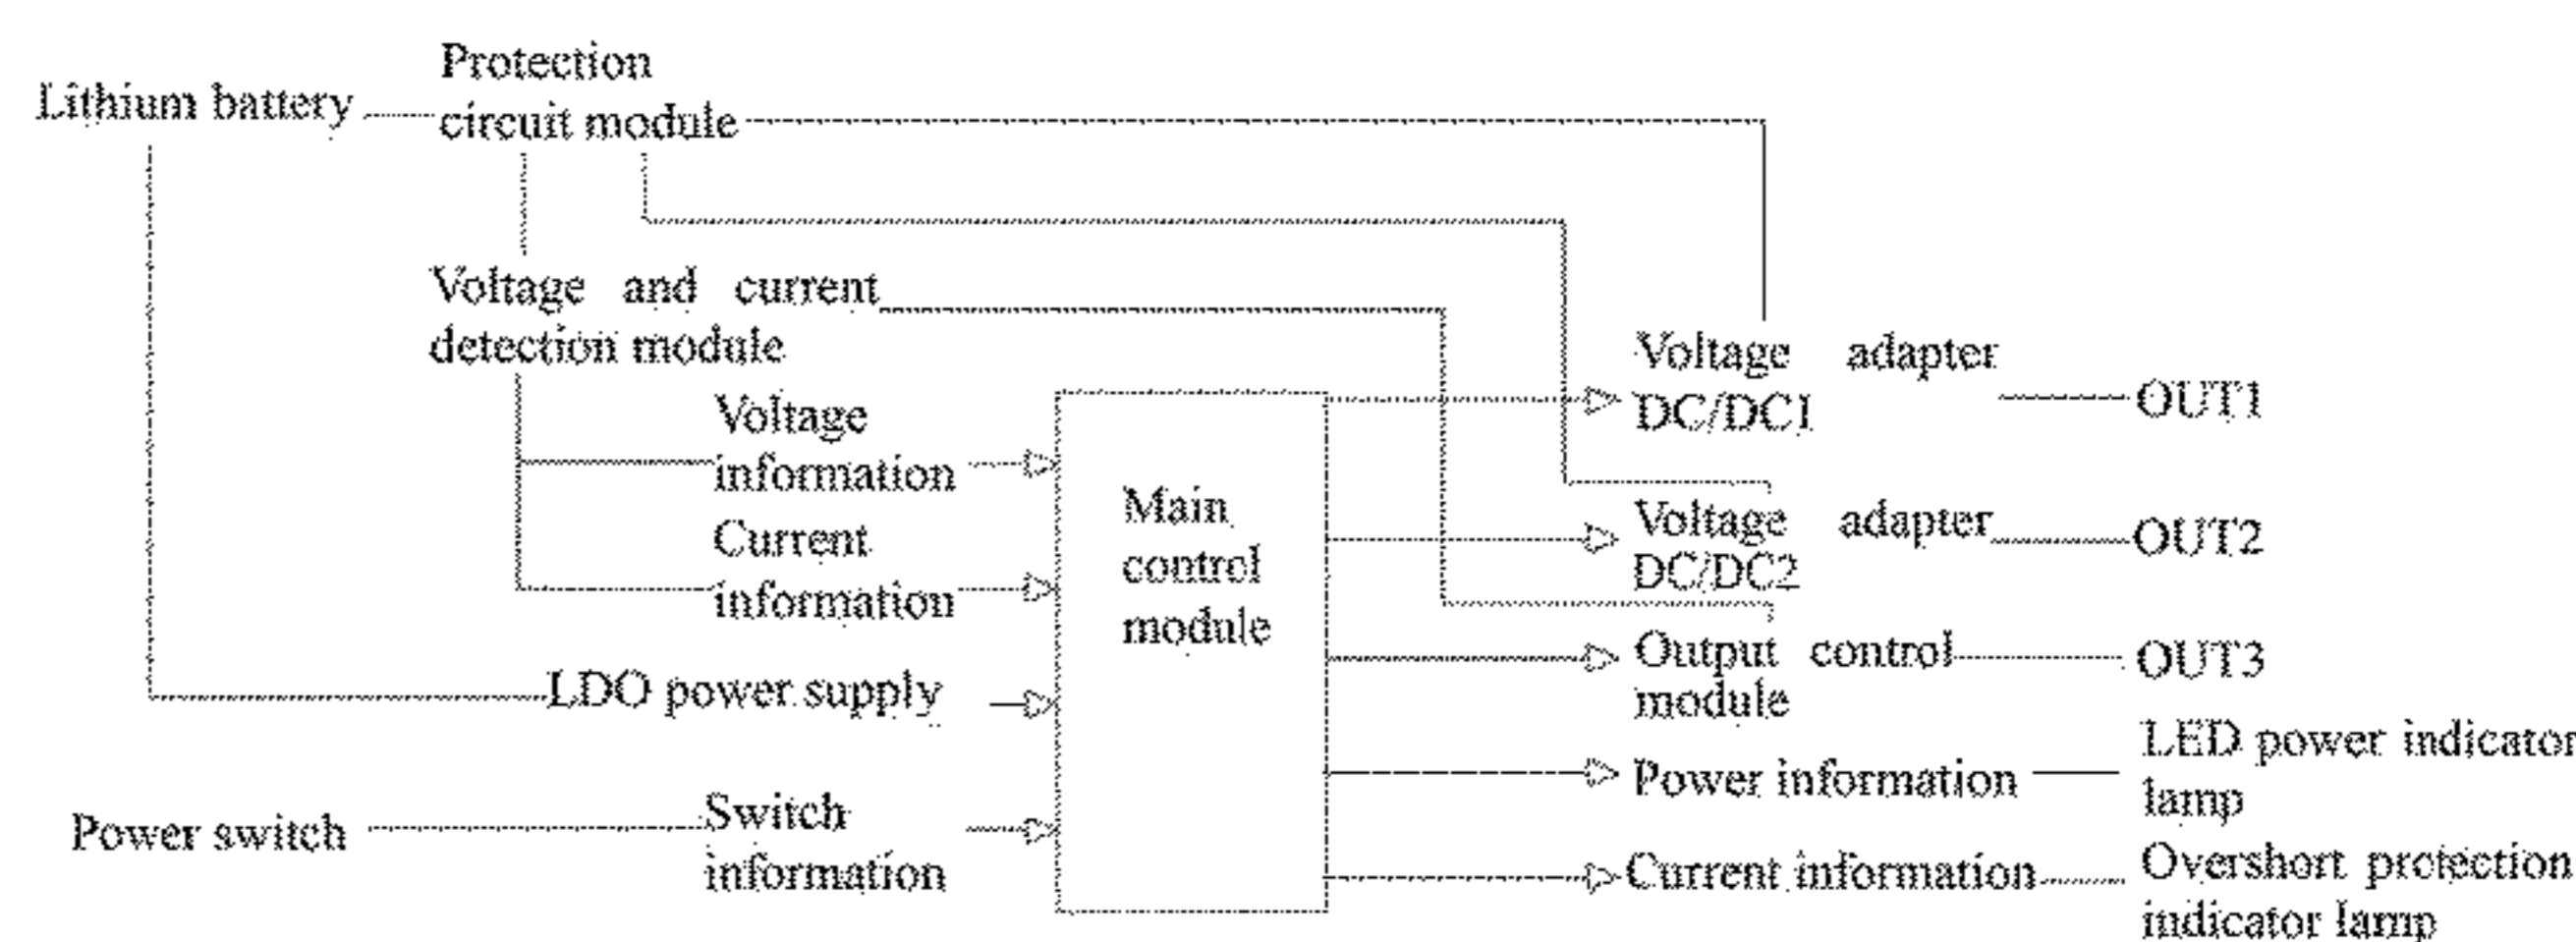 Protection
Lithium battery
circuit module
Voltage and current
detection module
Voltage adapter
DC/DC1
OUT1
Voltage
information
Main
control
module
Voltage adapter
DC/DC2
OUT2
Current
information
Output control
module
OUT3
LDO power supply
LED power indicator
lamp
Power information
Power switch
Switch
information
Current information
Overshort protection
indicator lamp